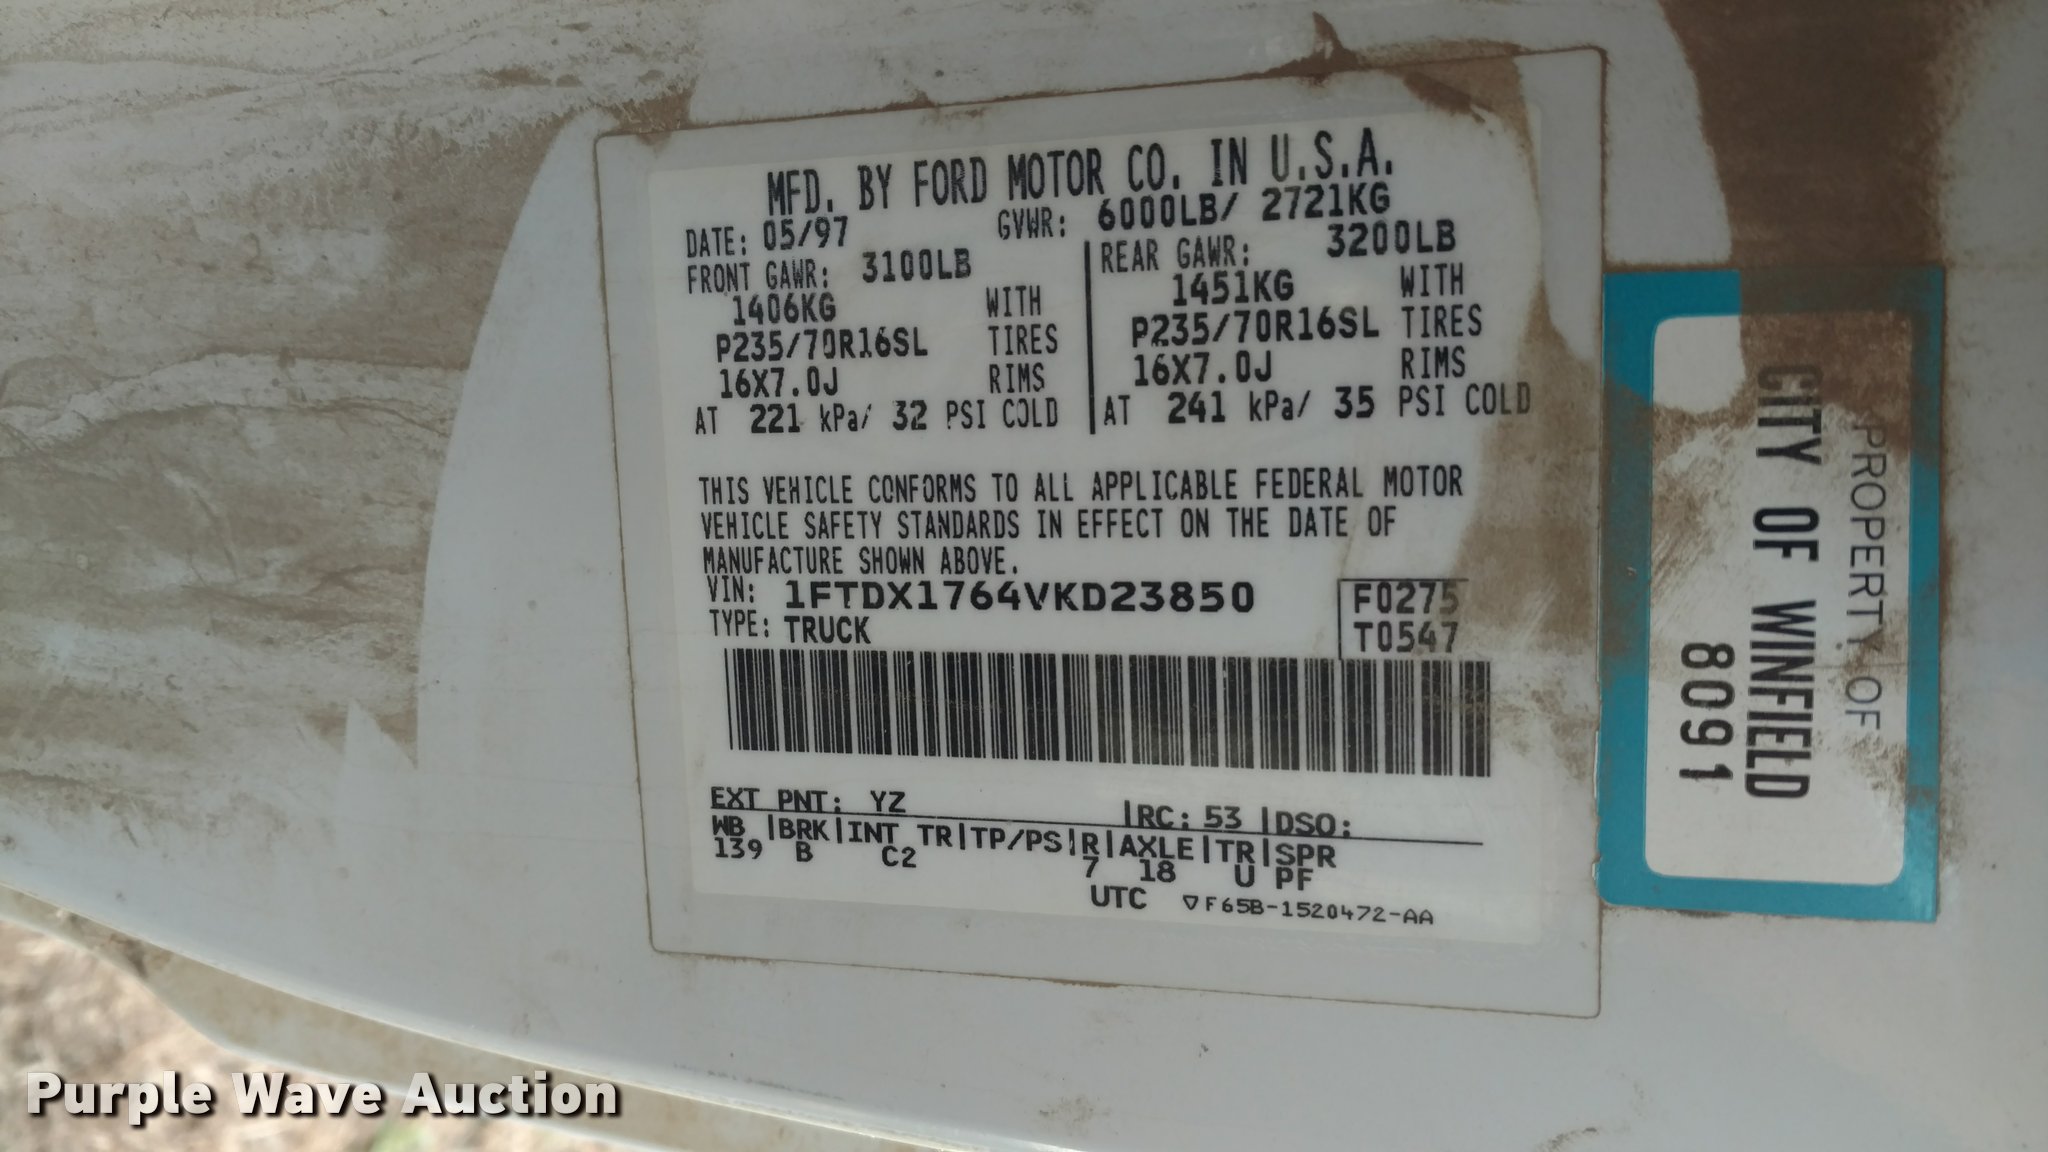 MFD. BY FORD MOTOR CO. IN U.S.A.
DATE: 05/97 GVWR: 6000LB/ 2721KG
FRONT GAWR: 3100LB
1406KG WITH
P235/70R16SL TIRES
16X7.0J RIMS
AT 221 kPa/ 32 PSI COLD
REAR GAWR: 3200LB
1451KG WITH
P235/70R16SL TIRES
16X7.0J RIMS
AT 241 kPa/ 35 PSI COLD
THIS VEHICLE CONFORMS TO ALL APPLICABLE FEDERAL MOTOR
VEHICLE SAFETY STANDARDS IN EFFECT ON THE DATE OF
MANUFACTURE SHOWN ABOVE.
VIN: 1FTDX1764VKD23850
TYPE: TRUCK
F0275
T0547
EXT PNT: YZ |RC: 53 |DSO:
WB |BRK|INT TR|TP/PS|R|AXLE|TR|SPR
139 B C2 7 18 U PF
UTC ▽F65B-1520472-AA
PROPERTY OF
CITY OF WINFIELD
8091
Purple Wave Auction